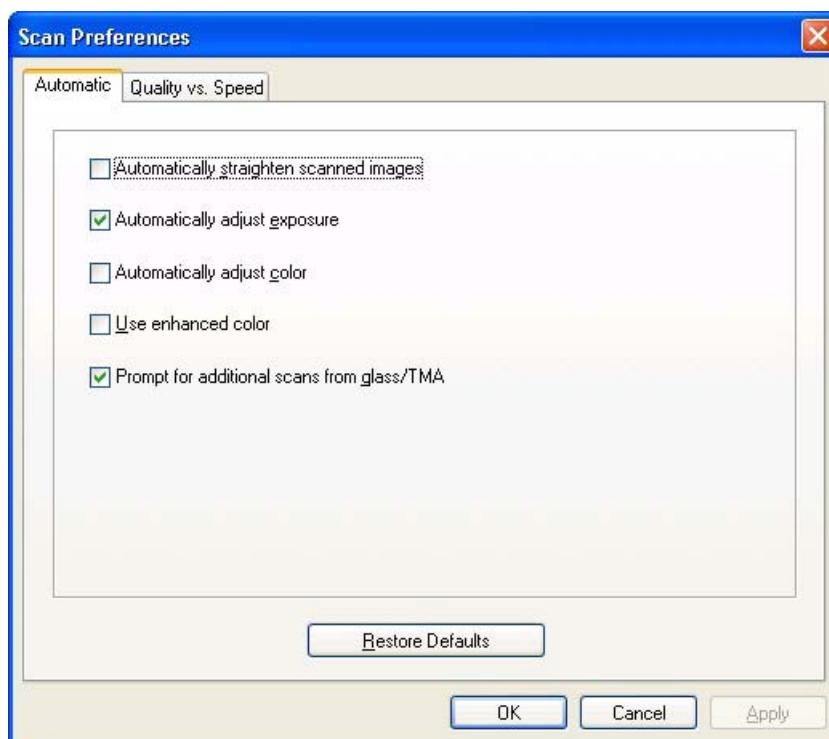 Scan Preferences
Automatic
Quality vs. Speed
Automatically straighten scanned images
Automatically adjust exposure
Automatically adjust color
Use enhanced color
Prompt for additional scans from glass/TMA
Restore Defaults
OK
Cancel
Apply